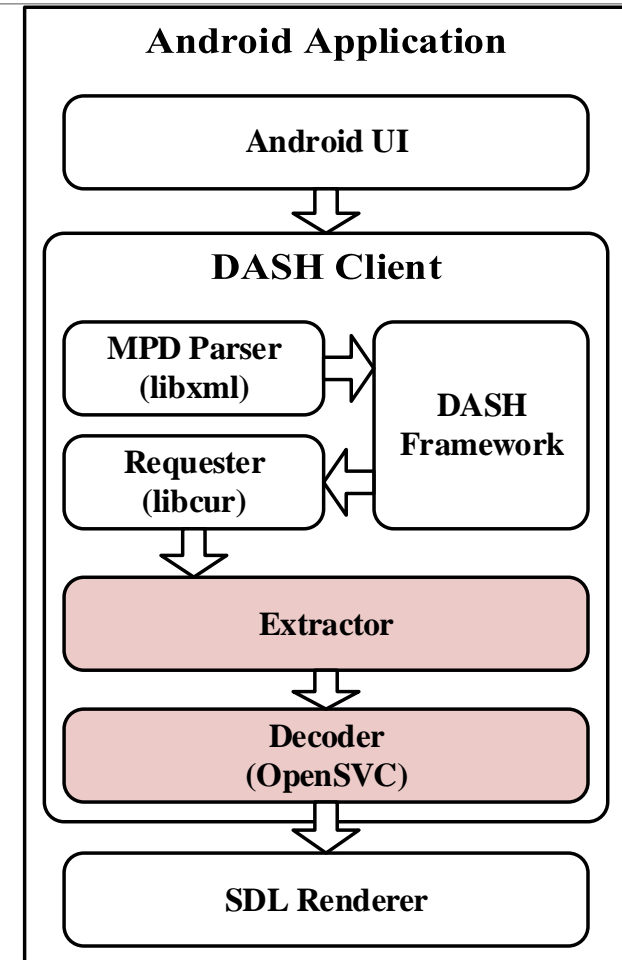 Android Application
Android UI
DASH Client
MPD Parser
(libxml)
DASH
Framework
Requester
(libcur)
Extractor
Decoder
(OpenSVC)
SDL Renderer